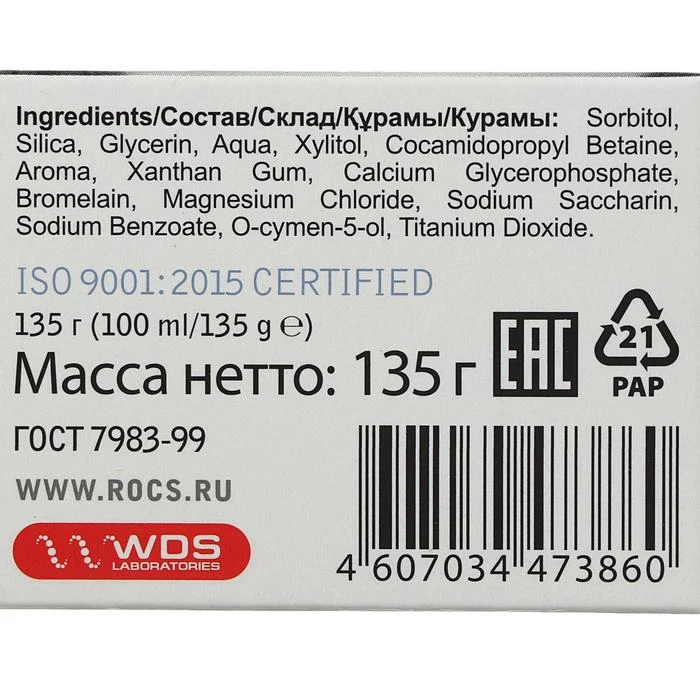 Ingredients/Состав/Склад/Құрамы/Курамы: Sorbitol,
Silica, Glycerin, Aqua, Xylitol, Cocamidopropyl Betaine,
Aroma, Xanthan Gum, Calcium Glycerophosphate,
Bromelain, Magnesium Chloride, Sodium Saccharin,
Sodium Benzoate, O-cymen-5-ol, Titanium Dioxide.
ISO 9001:2015 CERTIFIED
135 г (100 ml/135 g ℮)
Масса нетто: 135 г
EAC
21
PAP
ГОСТ 7983-99
WWW.ROCS.RU
WDS
LABORATORIES
4 607034 473860